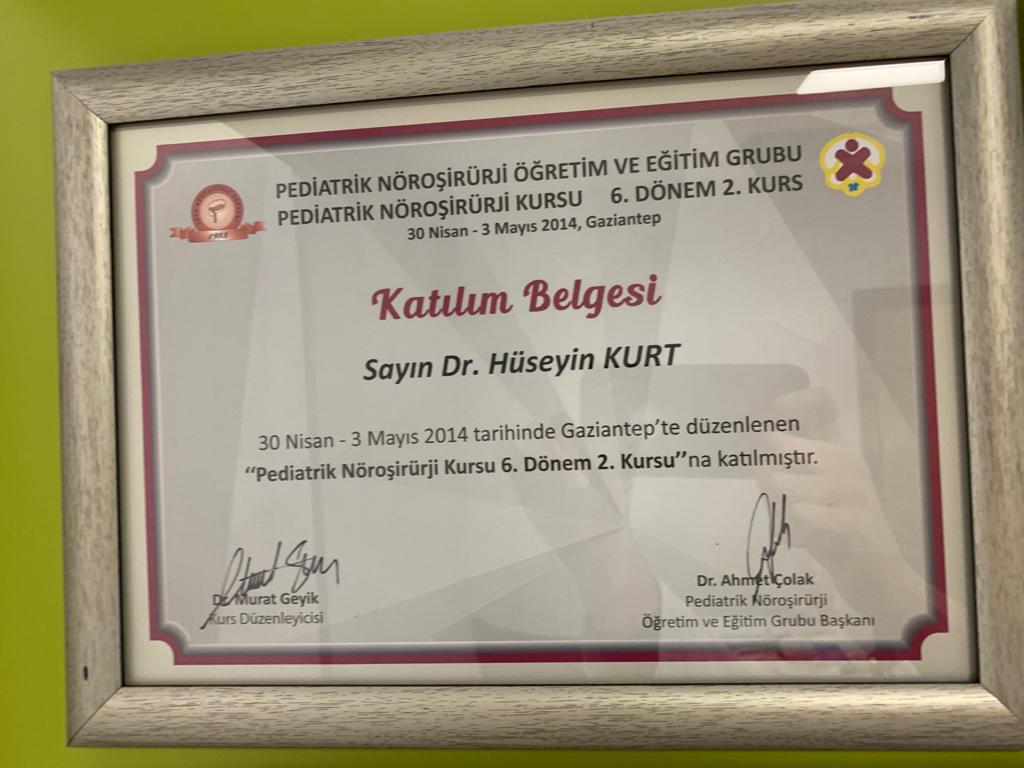 PEDİATRİK NÖROŞİRÜRJİ ÖĞRETİM VE EĞİTİM GRUBU
PEDİATRİK NÖROŞİRÜRJİ KURSU 6. DÖNEM 2. KURS
30 Nisan - 3 Mayıs 2014, Gaziantep
Katılım Belgesi
Sayın Dr. Hüseyin KURT
30 Nisan - 3 Mayıs 2014 tarihinde Gaziantep’te düzenlenen
“Pediatrik Nöroşirürji Kursu 6. Dönem 2. Kursu”na katılmıştır.
Dr. Murat Geyik
Kurs Düzenleyicisi
Dr. Ahmet Çolak
Pediatrik Nöroşirürji
Öğretim ve Eğitim Grubu Başkanı